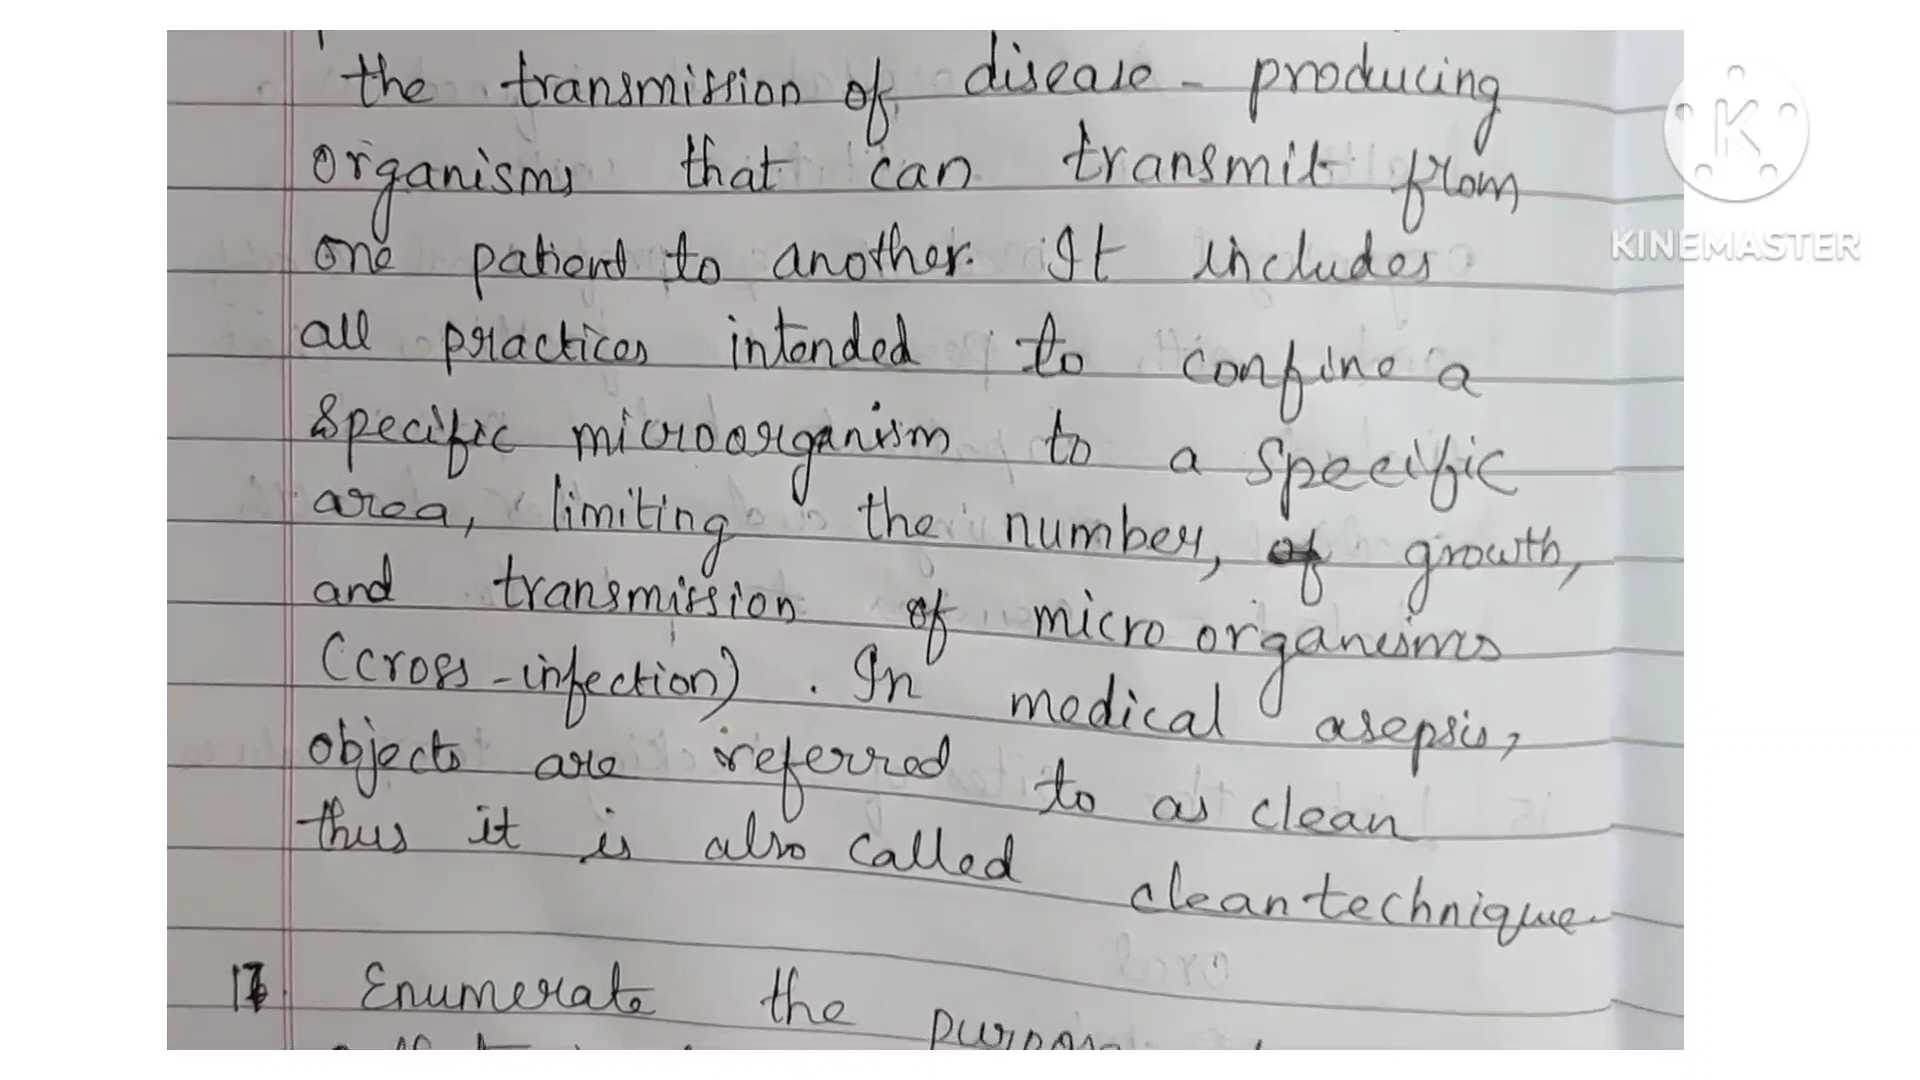 the transmission of disease - producing
organisms that can transmit from
one patient to another. It includes
all practices intended to confine a
specific microorganism to a specific
area, limiting the number, of growth,
and transmission of micro organisms
(cross-infection). In medical asepsis,
objects are referred to as clean
thus it is also called clean technique.
17. Enumerate the
KINEMASTER